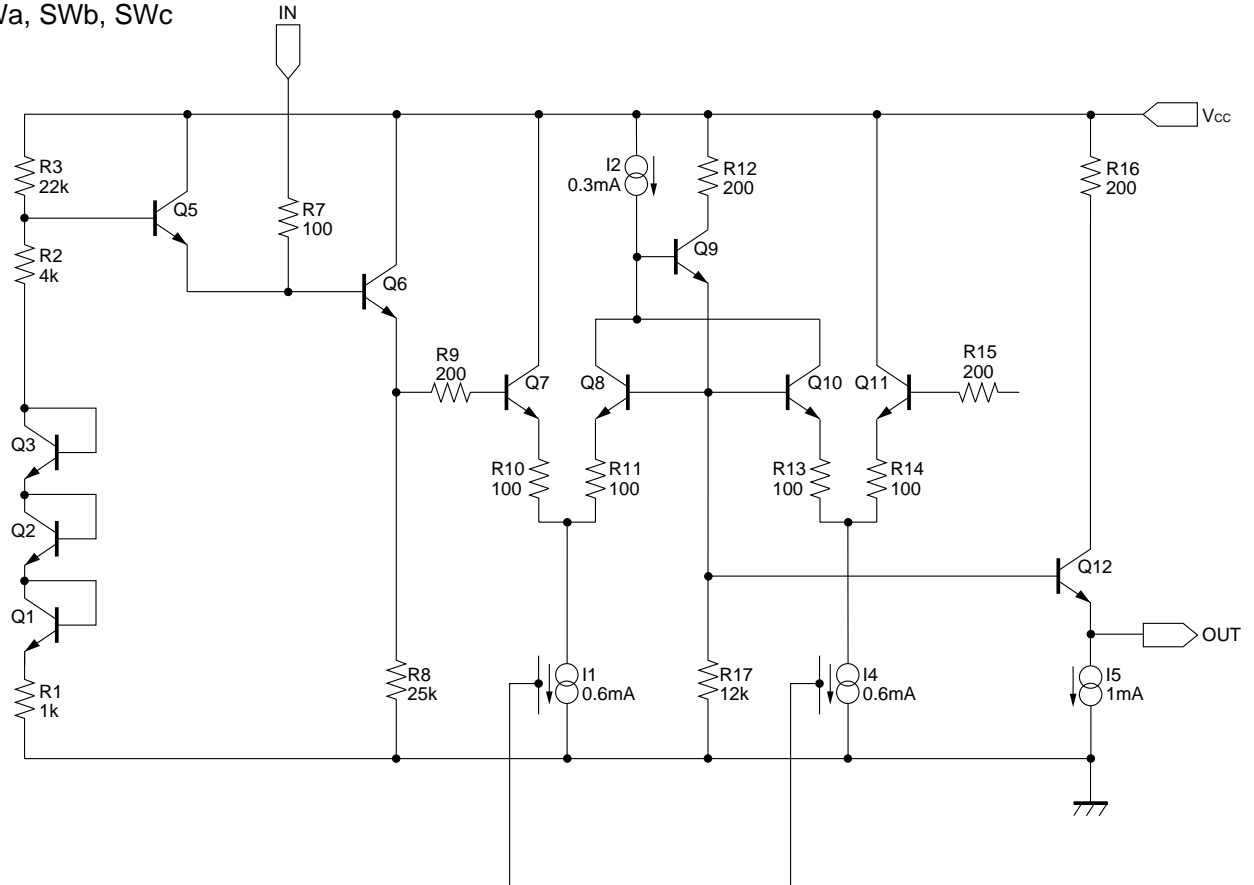 SWb, SWc
IN
Vcc
R3
22k
R2
4k
Q5
R7
100
Q6
I2
0.3mA
R12
200
R16
200
Q9
R9
200
Q7
Q8
Q10
Q11
R15
200
Q3
Q2
Q1
R10
100
R11
100
R13
100
R14
100
Q12
OUT
R1
1k
R8
25k
I1
0.6mA
R17
12k
I4
0.6mA
I5
1mA